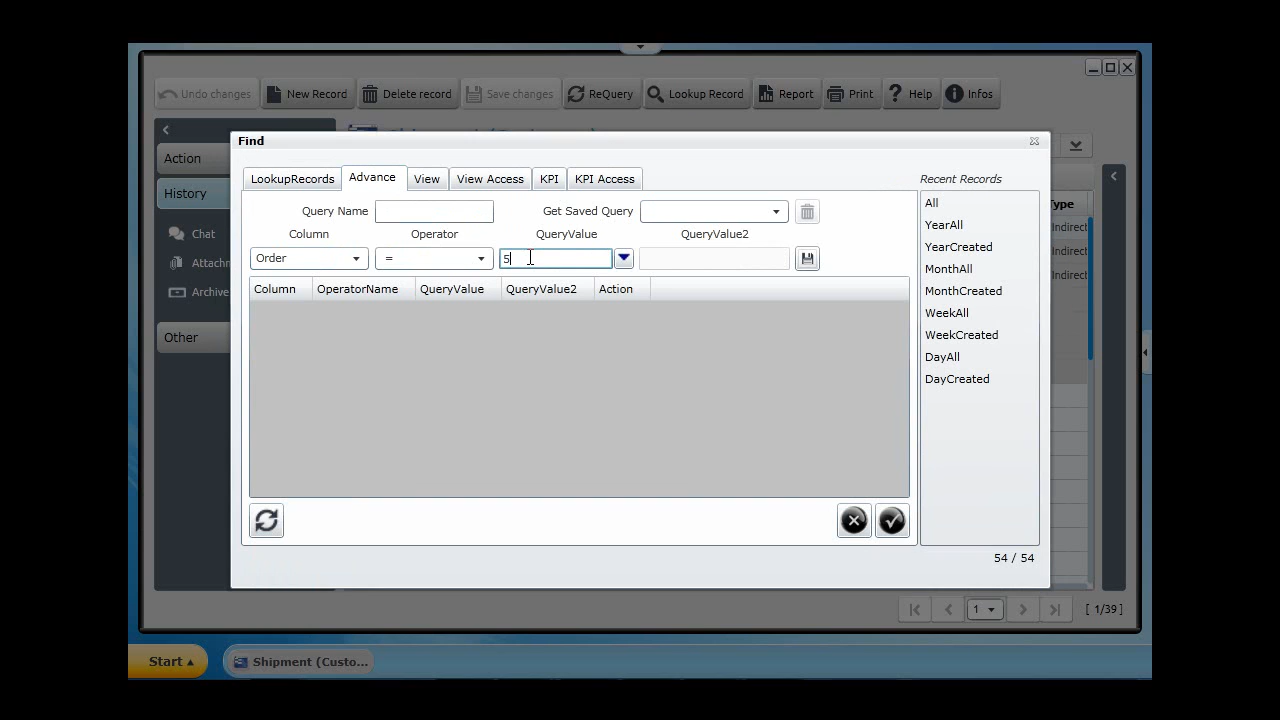 Undo changes New Record Delete record Save changes ReQuery Lookup Record Report Print Help Infos
Find
Action
History
Chat
Attachm
Archive
Other
LookupRecords Advance View View Access KPI KPI Access
Query Name Get Saved Query
Column Operator QueryValue QueryValue2
Order = 5
Column OperatorName QueryValue QueryValue2 Action
Recent Records
All
YearAll
YearCreated
MonthAll
MonthCreated
WeekAll
WeekCreated
DayAll
DayCreated
54 / 54
Type
Indirect
Indirect
Indirect
1 [ 1/39 ]
Start Shipment (Custo...